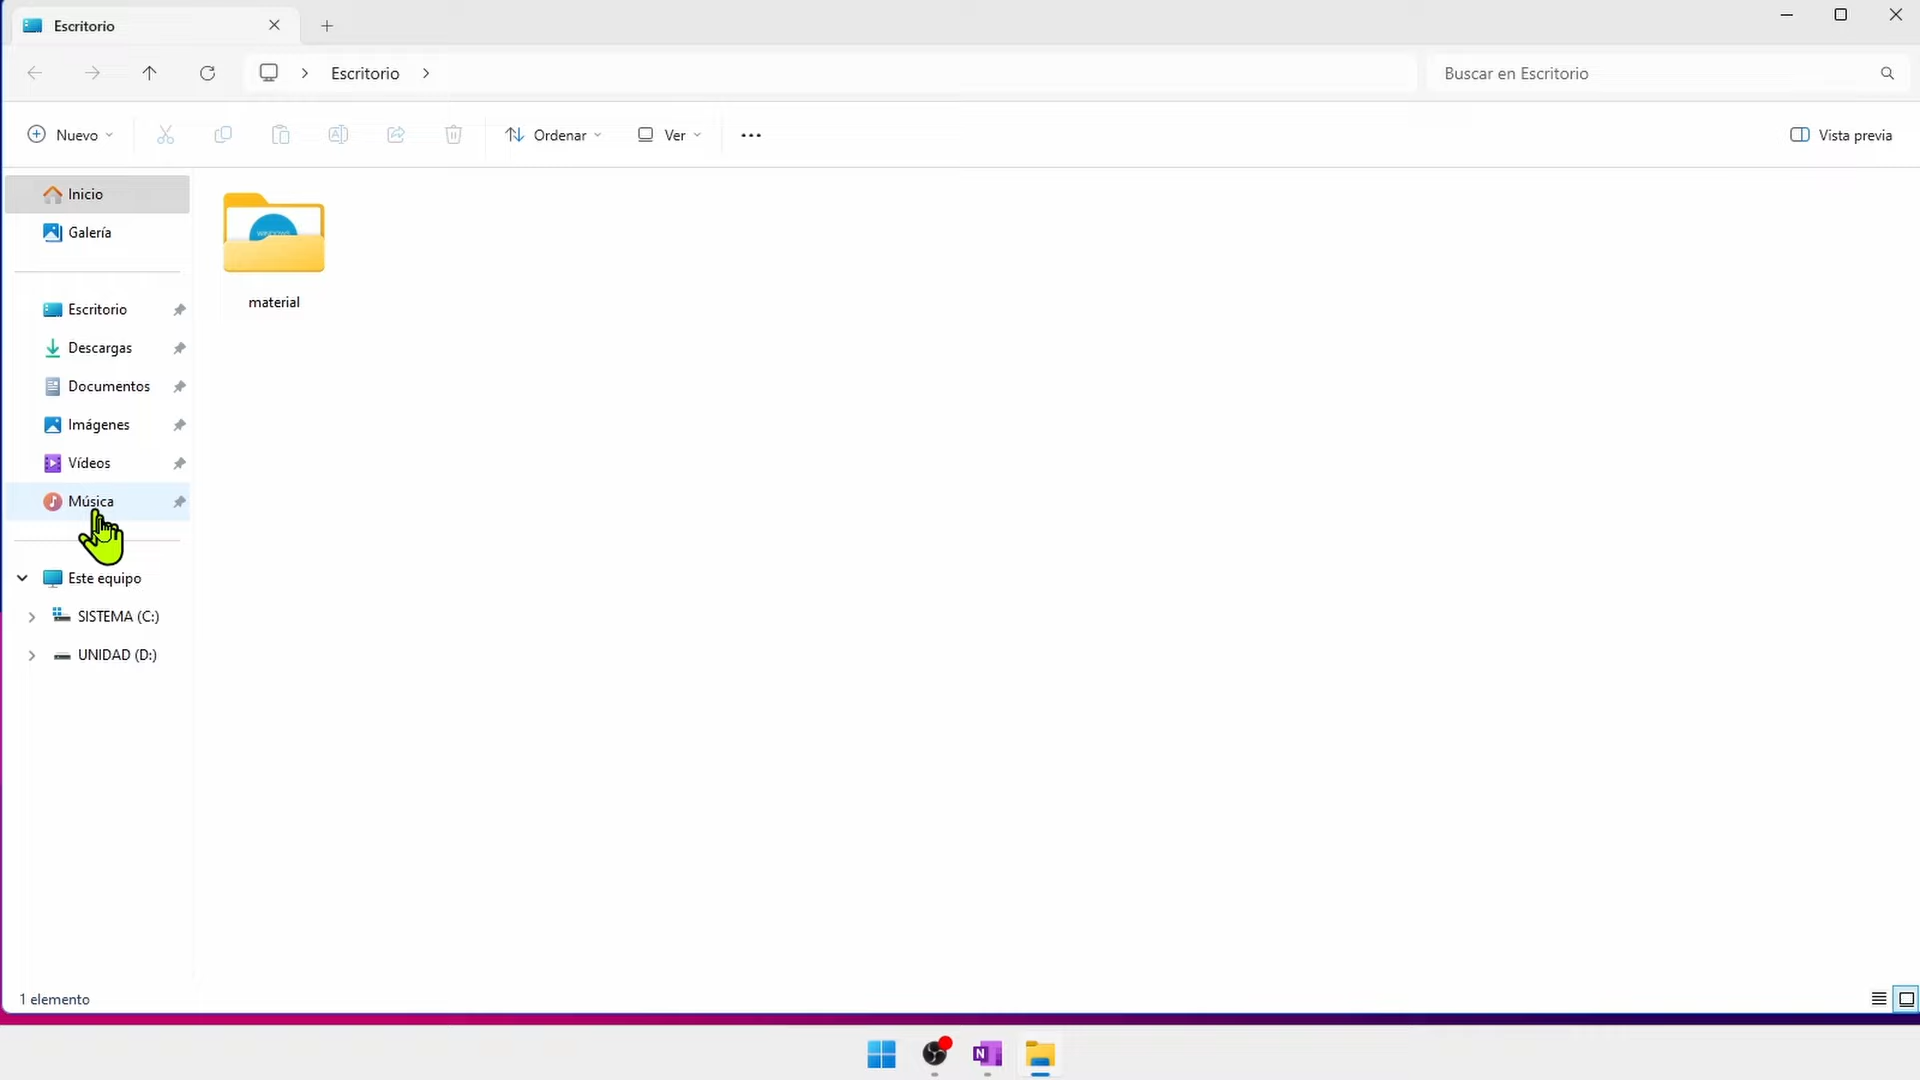 Escritorio
Escritorio
Buscar en Escritorio
Nuevo
Ordenar
Ver
Vista previa
Inicio
Galería
Escritorio
Descargas
Documentos
Imágenes
Vídeos
Música
Este equipo
SISTEMA (C:)
UNIDAD (D:)
WINDOWS
material
1 elemento
N